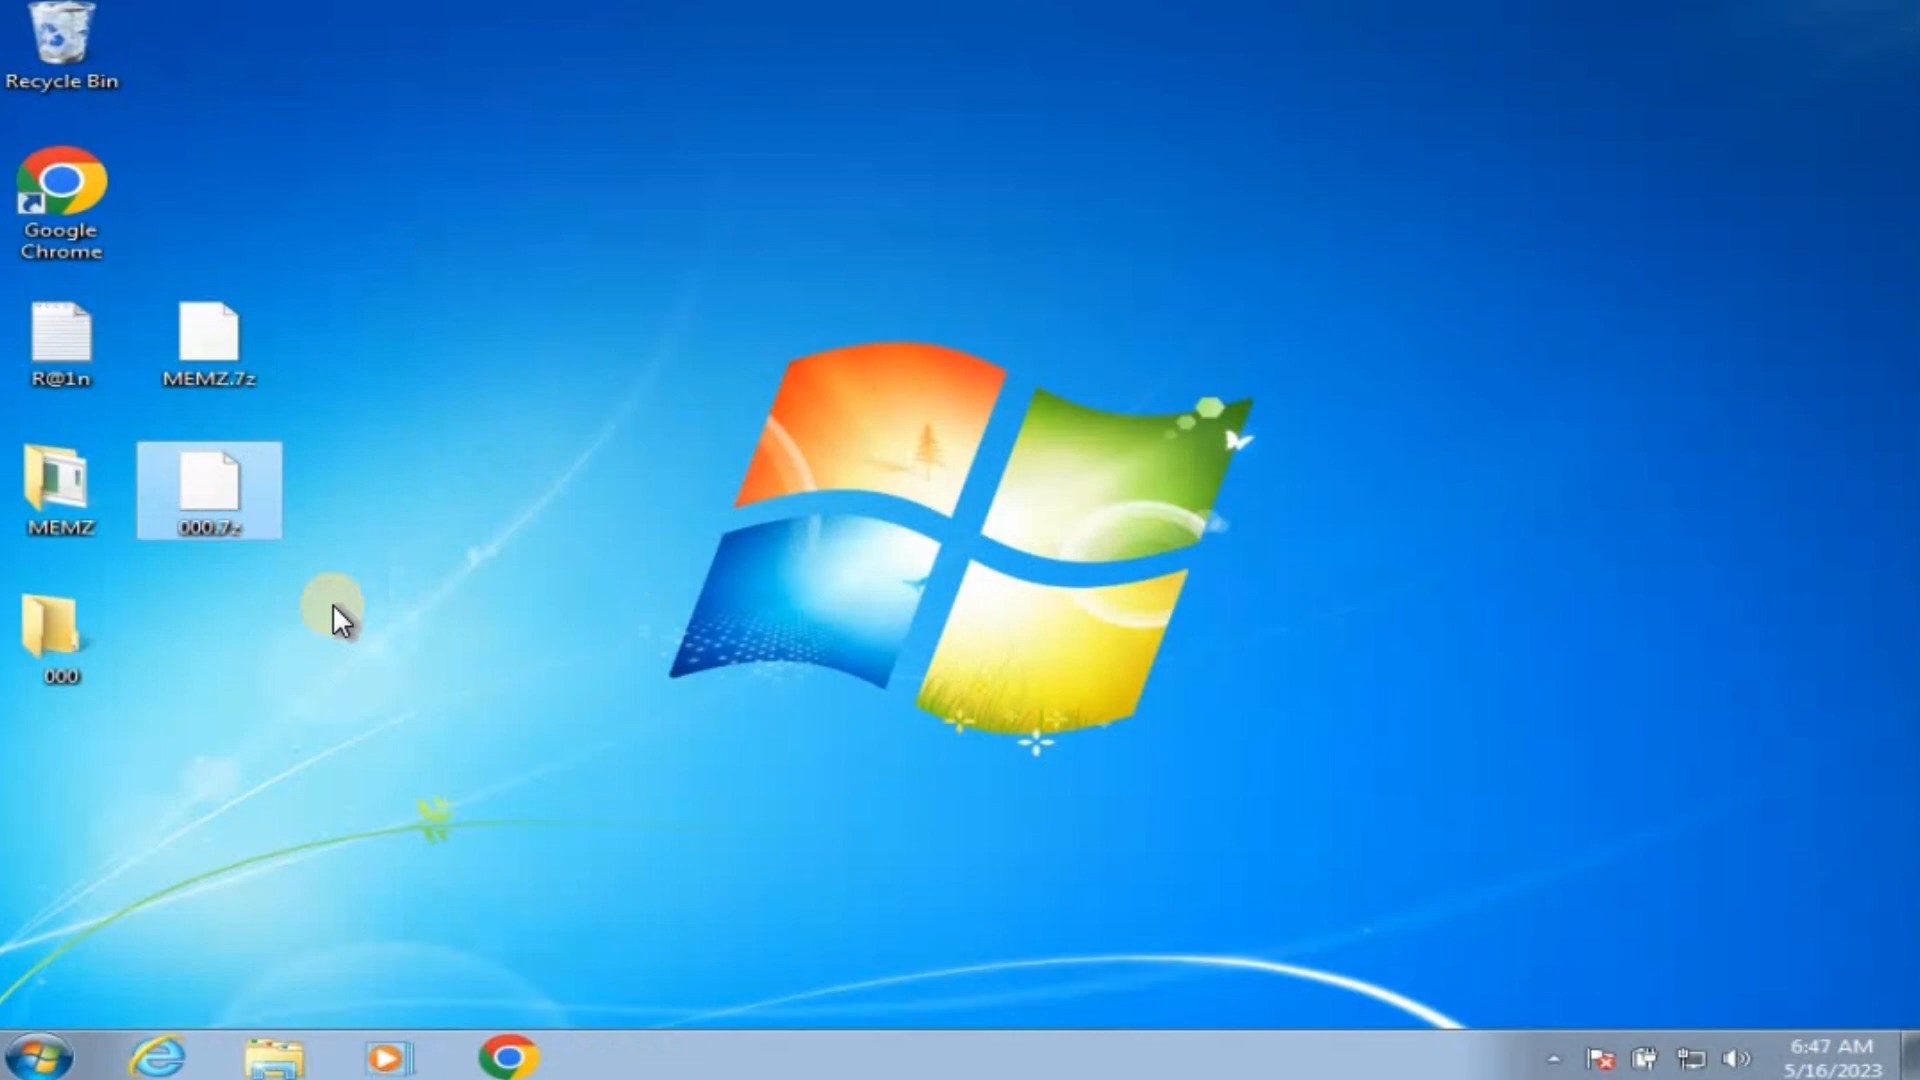 Recycle Bin
Google
Chrome
R@1n
MEMZ.7z
MEMZ
000.7z
000
6:47 AM
5/16/2023